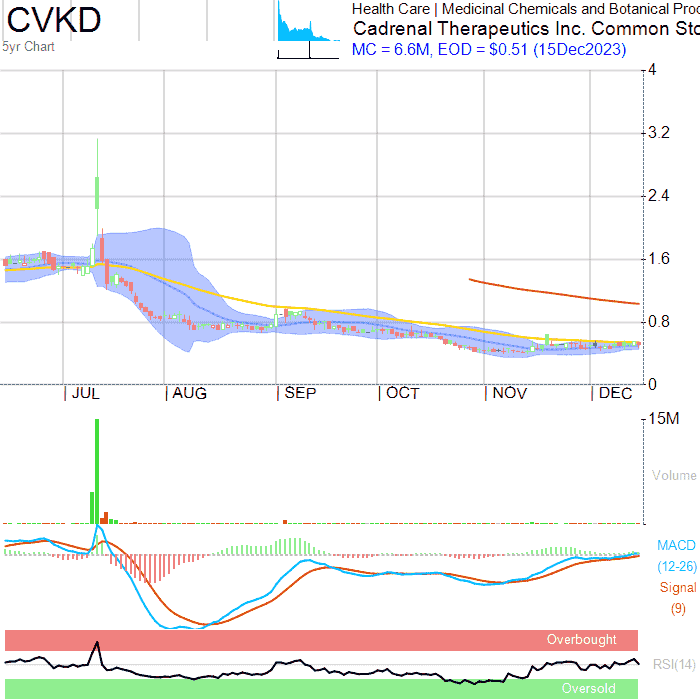 CVKD
5yr Chart
Health Care | Medicinal Chemicals and Botanical Proc
Cadrenal Therapeutics Inc. Common Sto
MC = 6.6M, EOD = $0.51 (15Dec2023)
4
3.2
2.4
1.6
0.8
0
JUL AUG SEP OCT NOV DEC
15M
Volume
MACD
(12-26)
Signal
(9)
Overbought
RSI(14)
Oversold